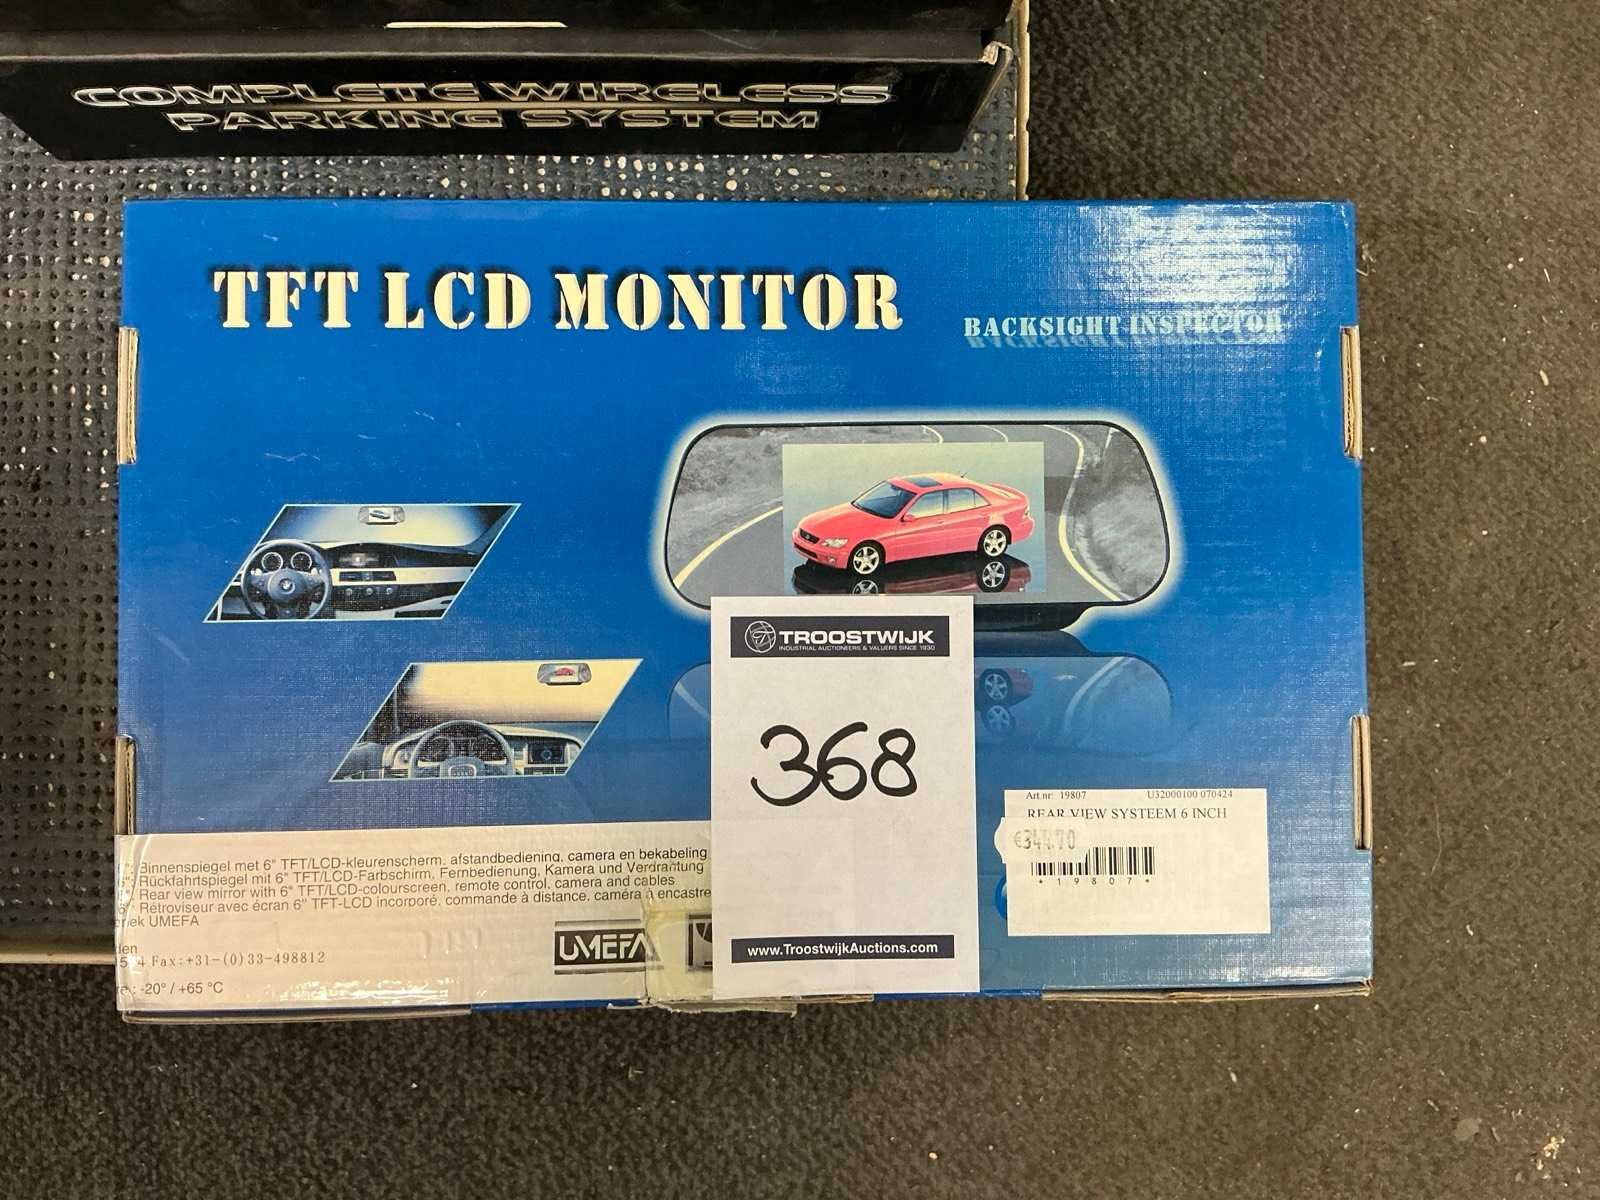 COMPLETE WIRELESS
PARKING SYSTEM
TFT LCD MONITOR
BACKSIGHT INSPECTOR
TROOSTWIJK
INDUSTRIAL AUCTIONEERS & VALUERS SINCE 1930
368
www.TroostwijkAuctions.com
Art.nr: 19807 U32000100 070424
REAR VIEW SYSTEEM 6 INCH
*19807*
Binnenspiegel met 6" TFT/LCD-kleurenscherm, afstandbediening, camera en bekabeling
Rückfahrtspiegel mit 6" TFT/LCD-Farbschirm, Fernbedienung, Kamera und Verdrahtung
Rear view mirror with 6" TFT/LCD-colourscreen, remote control, camera and cables
Rétroviseur avec écran 6" TFT-LCD incorporé, commande à distance, caméra à encastre
UMEFA
Fax:+31-(0)33-498812
-20° / +65 °C
UMEFA